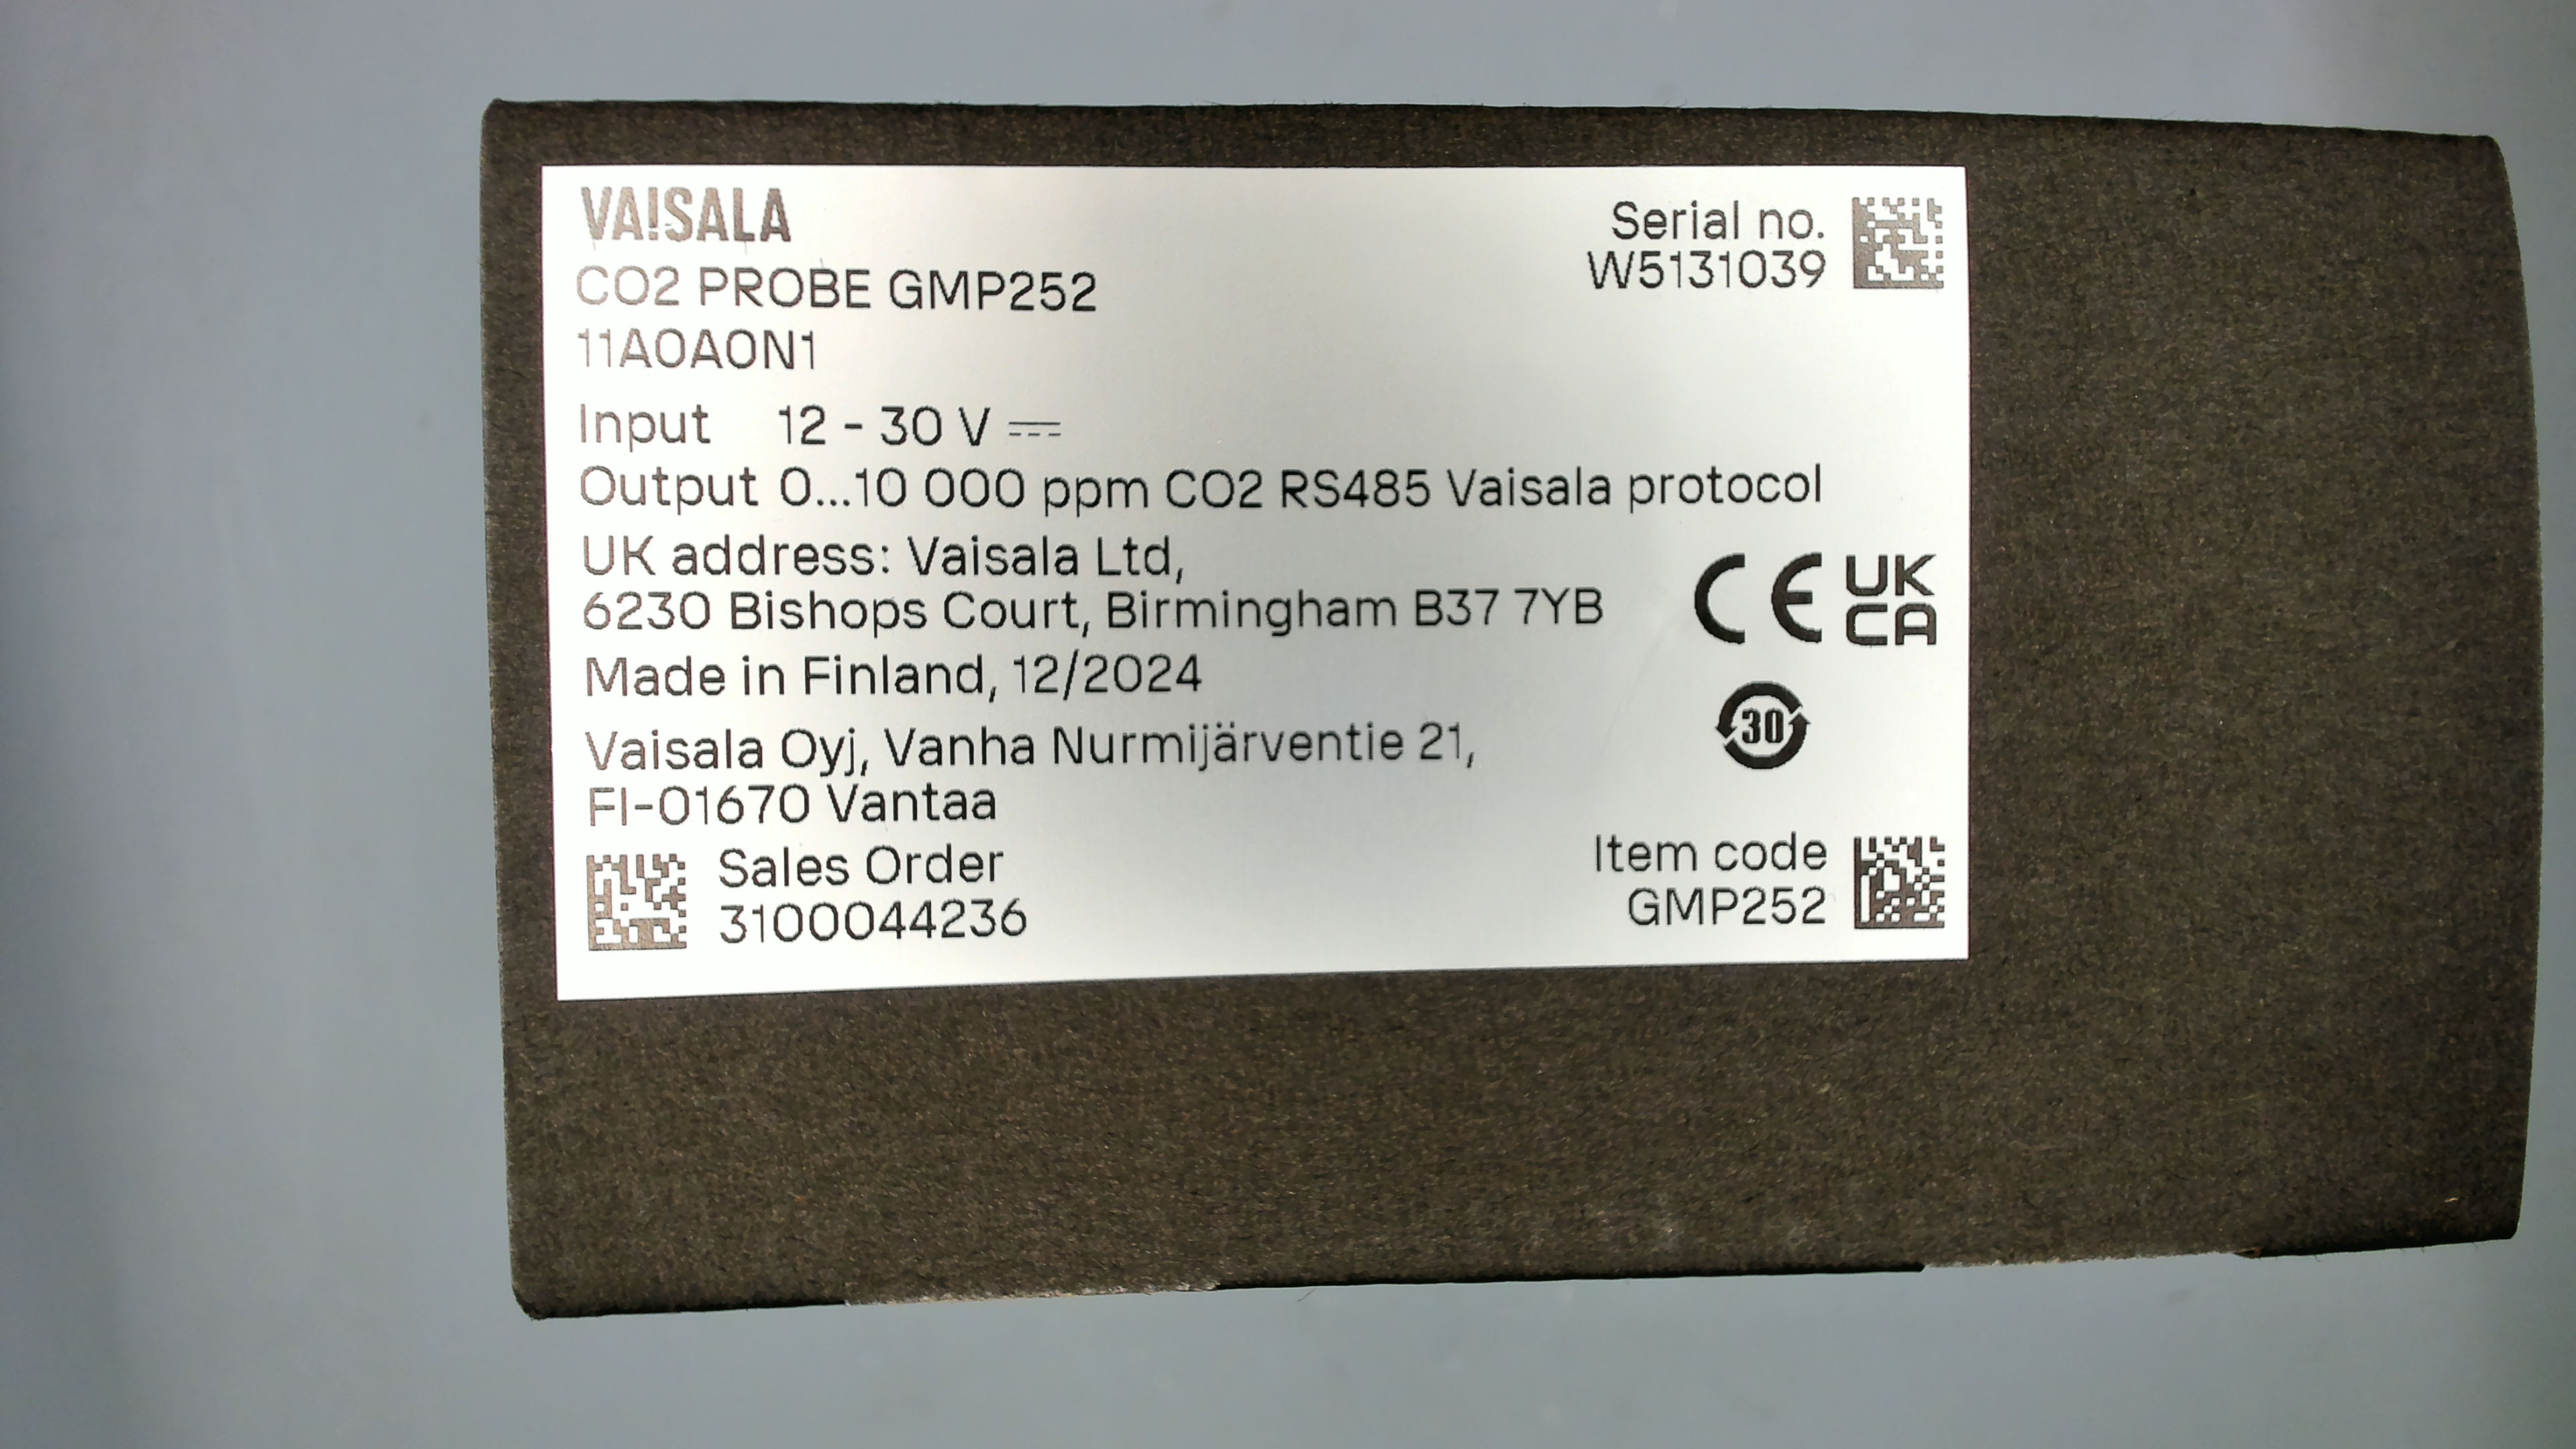 VAISALA
CO2 PROBE GMP252
11A0A0N1
Serial no.
W5131039
Input 12 - 30 V ⎓
Output 0...10 000 ppm CO2 RS485 Vaisala protocol
UK address: Vaisala Ltd,
6230 Bishops Court, Birmingham B37 7YB
CE UK
CA
Made in Finland, 12/2024
30
Vaisala Oyj, Vanha Nurmijärventie 21,
FI-01670 Vantaa
Sales Order
3100044236
Item code
GMP252